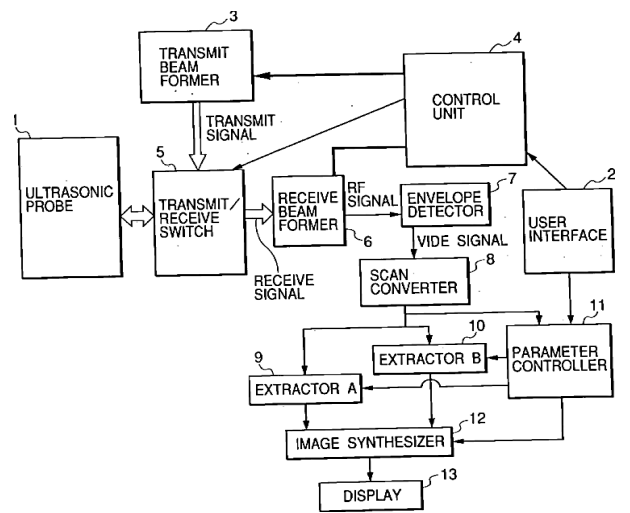 3
TRANSMIT
BEAM
FORMER
4
CONTROL
UNIT
TRANSMIT
SIGNAL
1
ULTRASONIC
PROBE
5
TRANSMIT/
RECEIVE
SWITCH
RECEIVE
SIGNAL
RECEIVE
BEAM
FORMER
6
RF
SIGNAL
7
ENVELOPE
DETECTOR
2
USER
INTERFACE
VIDE SIGNAL
8
SCAN
CONVERTER
9
EXTRACTOR A
10
EXTRACTOR B
11
PARAMETER
CONTROLLER
12
IMAGE SYNTHESIZER
13
DISPLAY